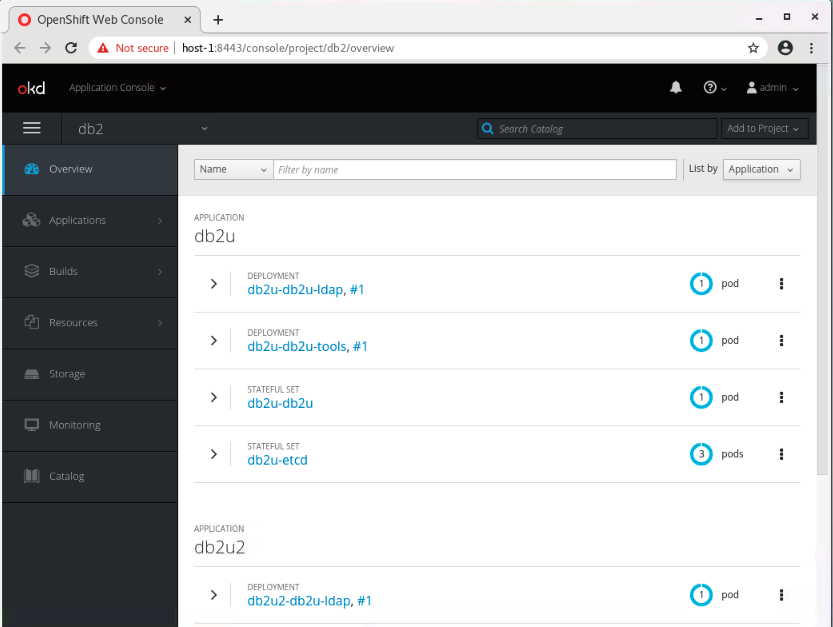 OpenShift Web Console
Not secure | host-1:8443/console/project/db2/overview
okd
Application Console
admin
db2
Search Catalog
Add to Project
Overview
Applications
Builds
Resources
Storage
Monitoring
Catalog
Name
Filter by name
List by
Application
APPLICATION
db2u
DEPLOYMENT
db2u-db2u-ldap, #1
1 pod
DEPLOYMENT
db2u-db2u-tools, #1
1 pod
STATEFUL SET
db2u-db2u
1 pod
STATEFUL SET
db2u-etcd
3 pods
APPLICATION
db2u2
DEPLOYMENT
db2u2-db2u-ldap, #1
1 pod